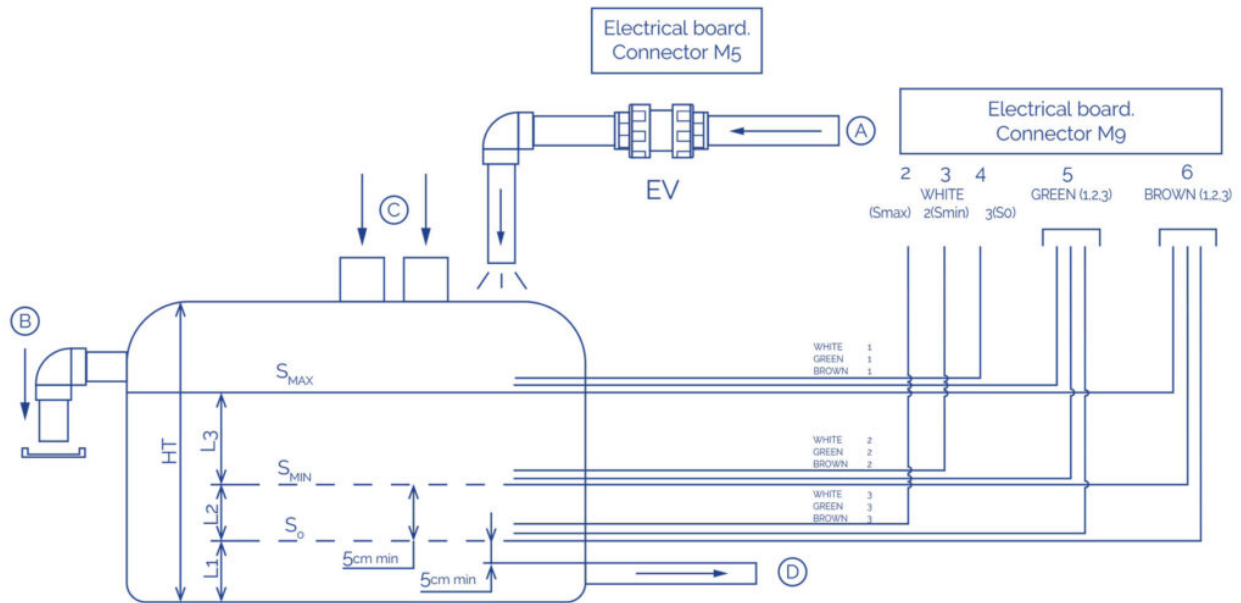 Electrical board.
Connector M5
A
EV
Electrical board.
Connector M9
2 3 4 5 6
WHITE GREEN (1,2,3) BROWN (1,2,3)
(Smax) 2(Smin) 3(S0)
C
B
WHITE 1
GREEN 1
BROWN 1
SMAX
HT
L3
WHITE 2
GREEN 2
BROWN 2
SMIN
L2
WHITE 3
GREEN 3
BROWN 3
S0
L1
5cm min
5cm min
D